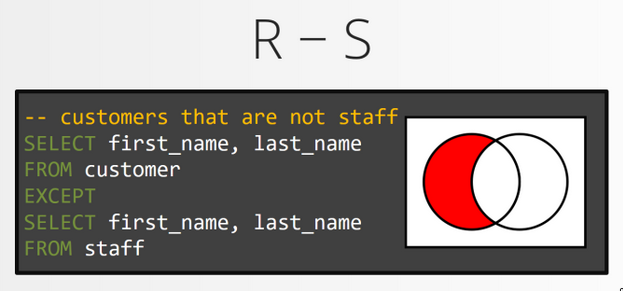 R − S
-- customers that are not staff
SELECT first_name, last_name
FROM customer
EXCEPT
SELECT first_name, last_name
FROM staff